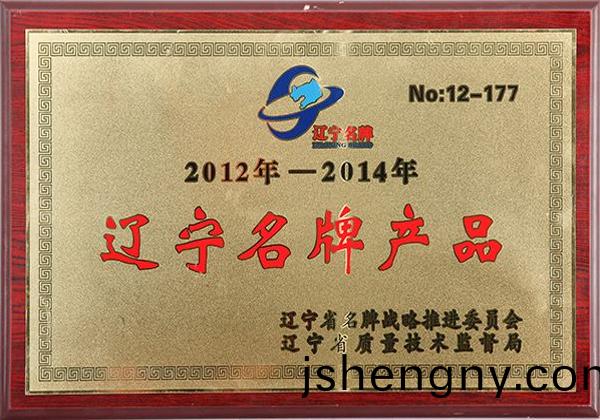 No:12-177
辽宁名牌
2012年—2014年
辽宁名牌产品
辽宁省名牌战略推进委员会
辽宁省质量技术监督局
jshengny.com